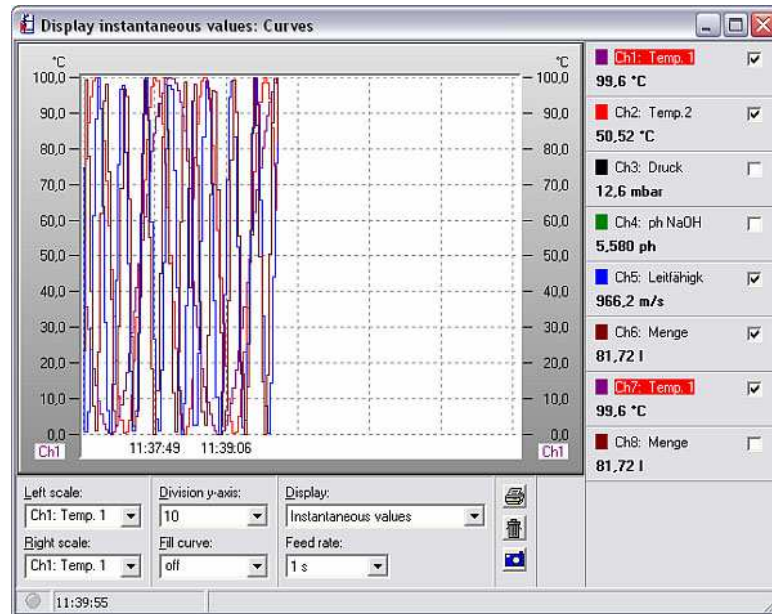 Display instantaneous values: Curves
°C °C
100,0 100,0
90,0 90,0
80,0 80,0
70,0 70,0
60,0 60,0
50,0 50,0
40,0 40,0
30,0 30,0
20,0 20,0
10,0 10,0
0,0 0,0
Ch1 11:37:49 11:39:06 Ch1
Ch1: Temp. 1
99,6 °C
Ch2: Temp.2
50,52 °C
Ch3: Druck
12,6 mbar
Ch4: ph NaOH
5,580 ph
Ch5: Leitfähigk
966,2 m/s
Ch6: Menge
81,72 l
Ch7: Temp. 1
99,6 °C
Ch8: Menge
81,72 l
Left scale: Division y-axis: Display:
Ch1: Temp. 1 10 Instantaneous values
Right scale: Fill curve: Feed rate:
Ch1: Temp. 1 off 1 s
11:39:55